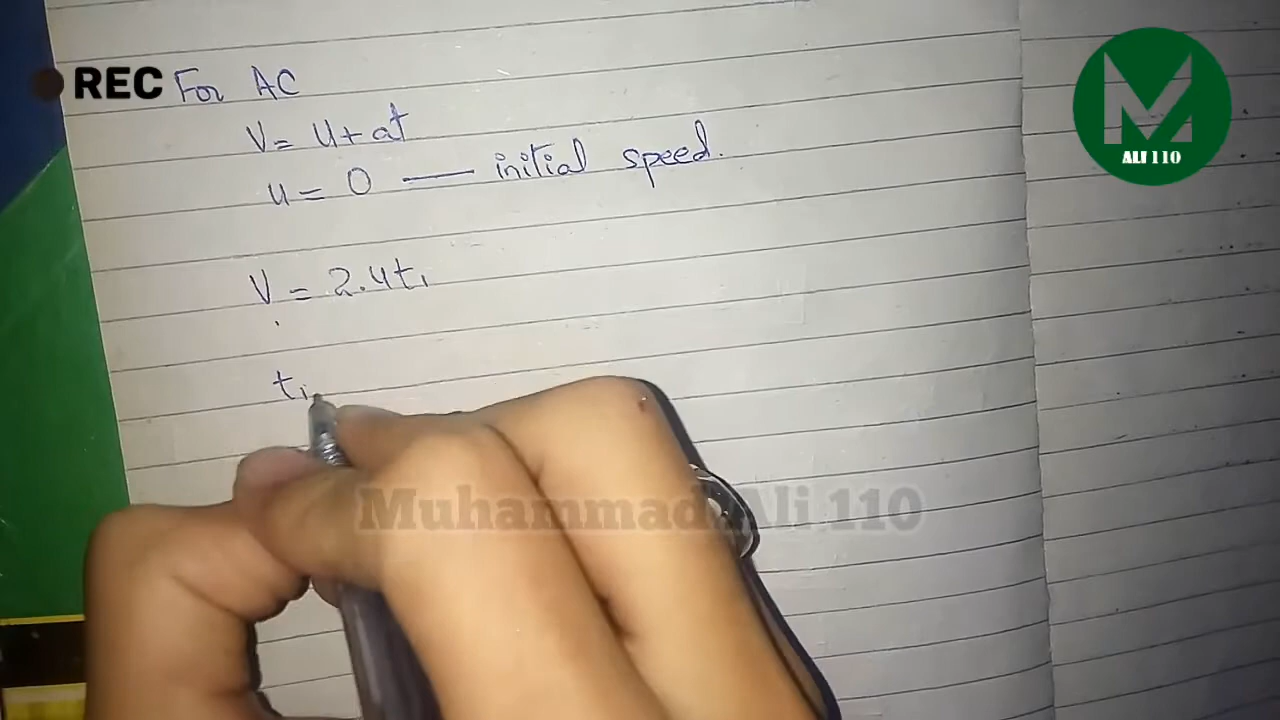 REC
For AC
V = u + at
u = 0 — initial speed.
V = 2.4t₁
t₁
M
ALI 110
Muhammad Ali 110